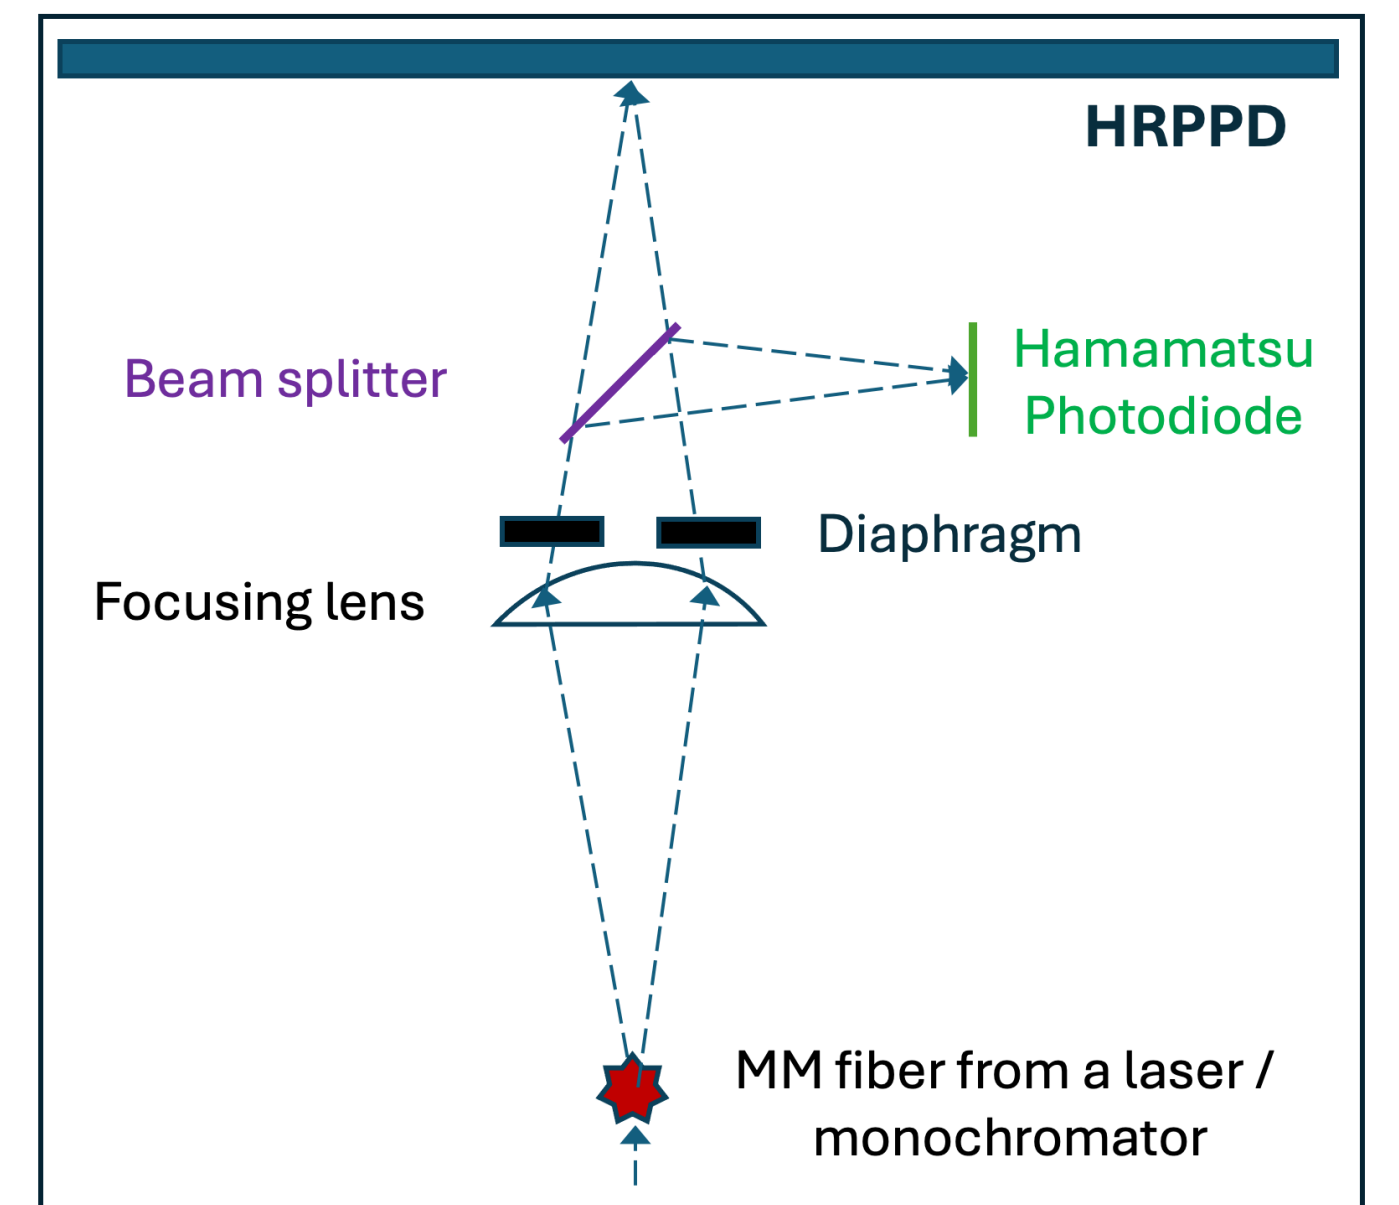 HRPPD
Beam splitter
Hamamatsu
Photodiode
Diaphragm
Focusing lens
MM fiber from a laser /
monochromator